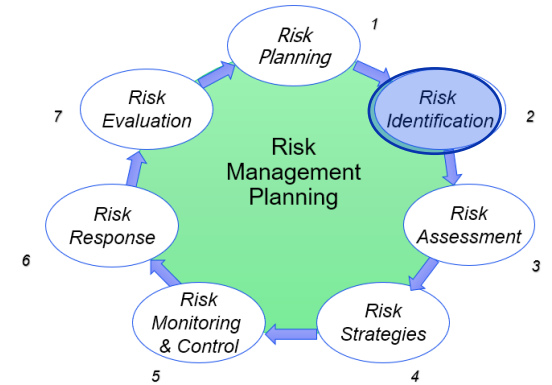 1
Risk
Planning
2
Risk
Identification
3
Risk
Assessment
4
Risk
Strategies
5
Risk
Monitoring
& Control
6
Risk
Response
7
Risk
Evaluation
Risk
Management
Planning